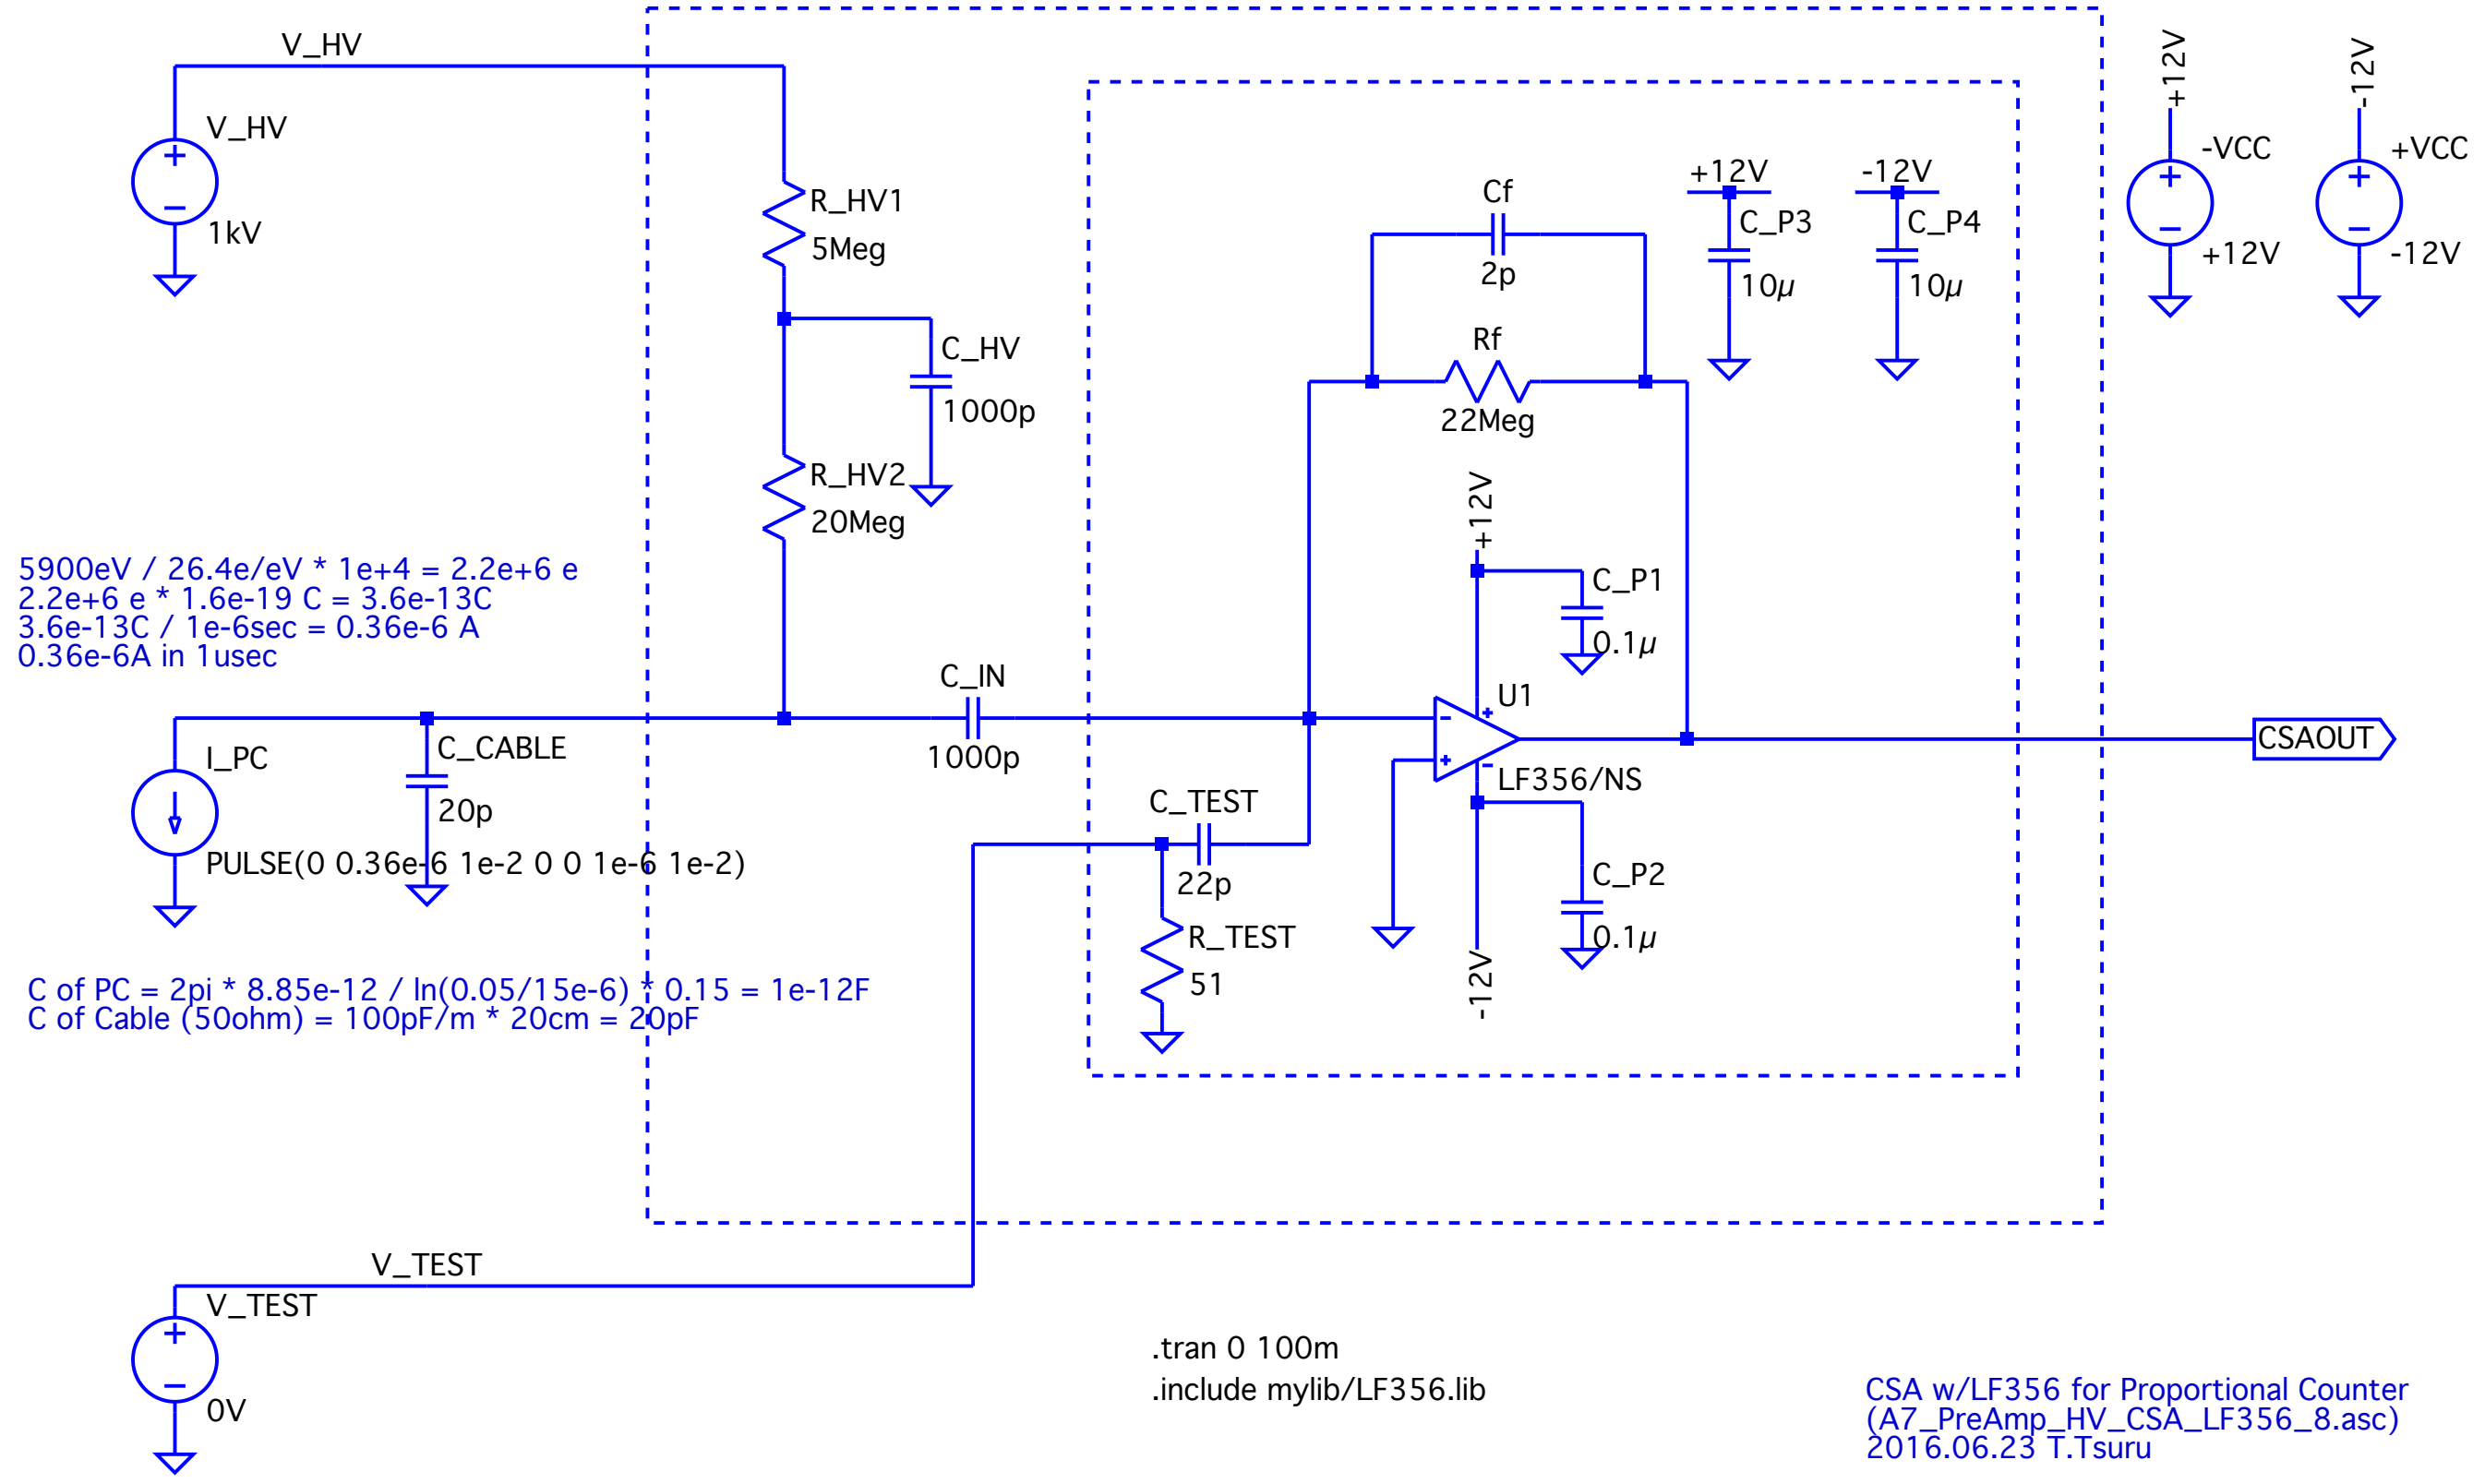 V_HV
V_HV
1kV
R_HV1
5Meg
C_HV
1000p
R_HV2
20Meg
Cf
2p
Rf
22Meg
+12V
C_P3
10µ
-12V
C_P4
10µ
+12V
-VCC
+12V
-12V
+VCC
-12V
5900eV / 26.4e/eV * 1e+4 = 2.2e+6 e
2.2e+6 e * 1.6e-19 C = 3.6e-13C
3.6e-13C / 1e-6sec = 0.36e-6 A
0.36e-6A in 1usec
I_PC
PULSE(0 0.36e-6 1e-2 0 0 1e-6 1e-2)
C_CABLE
20p
C_IN
1000p
+12V
C_P1
0.1µ
U1
LF356/NS
C_P2
0.1µ
-12V
CSAOUT
C_TEST
22p
R_TEST
51
C of PC = 2pi * 8.85e-12 / ln(0.05/15e-6) * 0.15 = 1e-12F
C of Cable (50ohm) = 100pF/m * 20cm = 20pF
V_TEST
V_TEST
0V
.tran 0 100m
.include mylib/LF356.lib
CSA w/LF356 for Proportional Counter
(A7_PreAmp_HV_CSA_LF356_8.asc)
2016.06.23 T.Tsuru